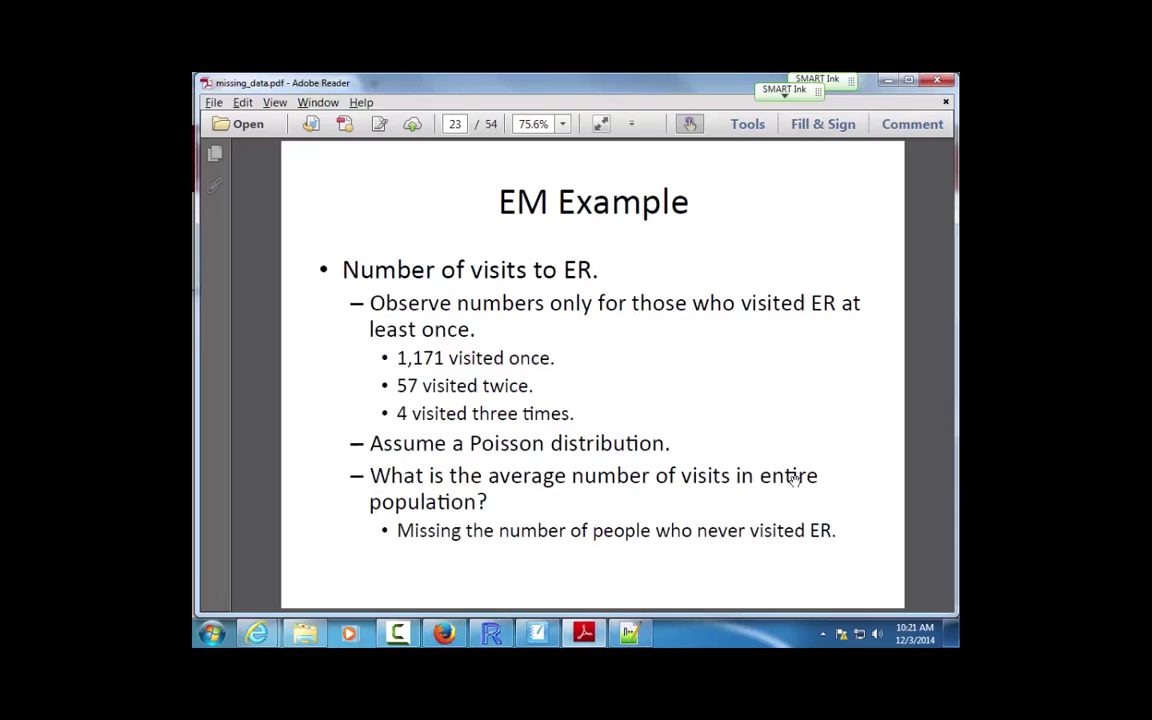 missing_data.pdf - Adobe Reader
SMART Ink
SMART Ink
File Edit View Window Help
Open 23 / 54 75.6% Tools Fill & Sign Comment
EM Example
• Number of visits to ER.
– Observe numbers only for those who visited ER at
least once.
• 1,171 visited once.
• 57 visited twice.
• 4 visited three times.
– Assume a Poisson distribution.
– What is the average number of visits in entire
population?
• Missing the number of people who never visited ER.
10:21 AM
12/3/2014